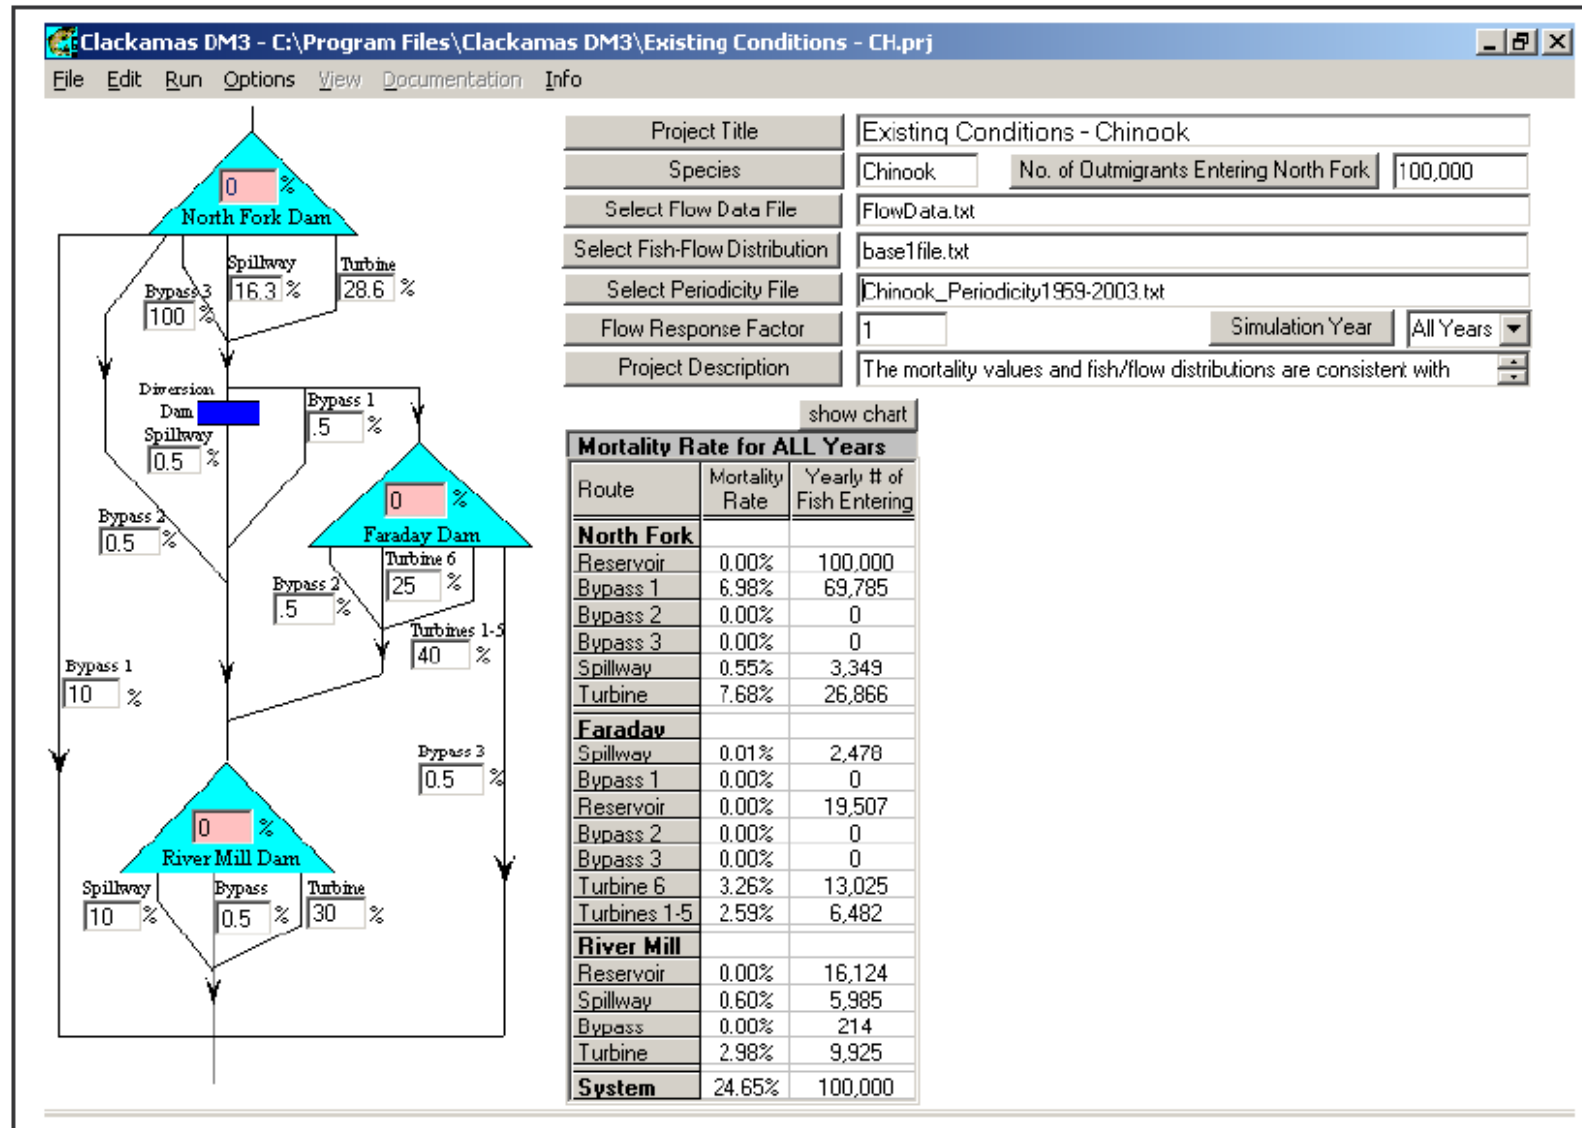 Clackamas DM3 - C:\Program Files\Clackamas DM3\Existing Conditions - CH.prj
File Edit Run Options View Documentation Info
0 %
North Fork Dam
Spillway
16.3 %
Turbine
28.6 %
Bypass 3
100 %
Diversion
Dam
Spillway
0.5 %
Bypass 1
.5 %
Bypass 2
0.5 %
0 %
Faraday Dam
Turbine 6
25 %
Bypass 2
.5 %
Turbines 1-5
40 %
Bypass 1
10 %
Bypass 3
0.5 %
0 %
River Mill Dam
Spillway
10 %
Bypass
0.5 %
Turbine
30 %
Project Title Existing Conditions - Chinook
Species Chinook No. of Outmigrants Entering North Fork 100,000
Select Flow Data File FlowData.txt
Select Fish-Flow Distribution base1file.txt
Select Periodicity File Chinook_Periodicity1959-2003.txt
Flow Response Factor 1 Simulation Year All Years
Project Description The mortality values and fish/flow distributions are consistent with
show chart
Mortality Rate for ALL Years
Route Mortality Rate Yearly # of Fish Entering
North Fork
Reservoir 0.00% 100,000
Bypass 1 6.98% 69,785
Bypass 2 0.00% 0
Bypass 3 0.00% 0
Spillway 0.55% 3,349
Turbine 7.68% 26,866
Faraday
Spillway 0.01% 2,478
Bypass 1 0.00% 0
Reservoir 0.00% 19,507
Bypass 2 0.00% 0
Bypass 3 0.00% 0
Turbine 6 3.26% 13,025
Turbines 1-5 2.59% 6,482
River Mill
Reservoir 0.00% 16,124
Spillway 0.60% 5,985
Bypass 0.00% 214
Turbine 2.98% 9,925
System 24.65% 100,000